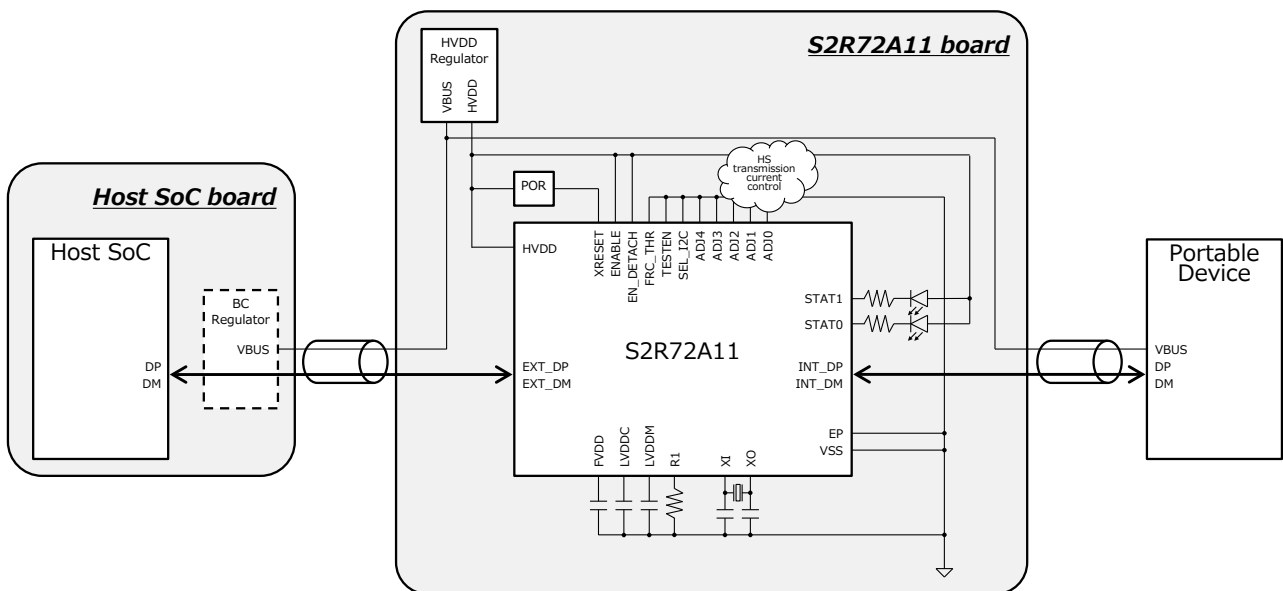 HVDD
Regulator
VBUS
HVDD
S2R72A11 board
HS
transmission
current
control
POR
Host SoC board
Host SoC
BC
Regulator
VBUS
DP
DM
HVDD
XRESET
ENABLE
EN_DETACH
FRC_THR
TESTEN
SEL_I2C
ADJ4
ADJ3
ADJ2
ADJ1
ADJ0
STAT1
STAT0
S2R72A11
EXT_DP
EXT_DM
INT_DP
INT_DM
EP
VSS
FVDD
LVDDC
LVDDM
R1
XI
XO
Portable
Device
VBUS
DP
DM